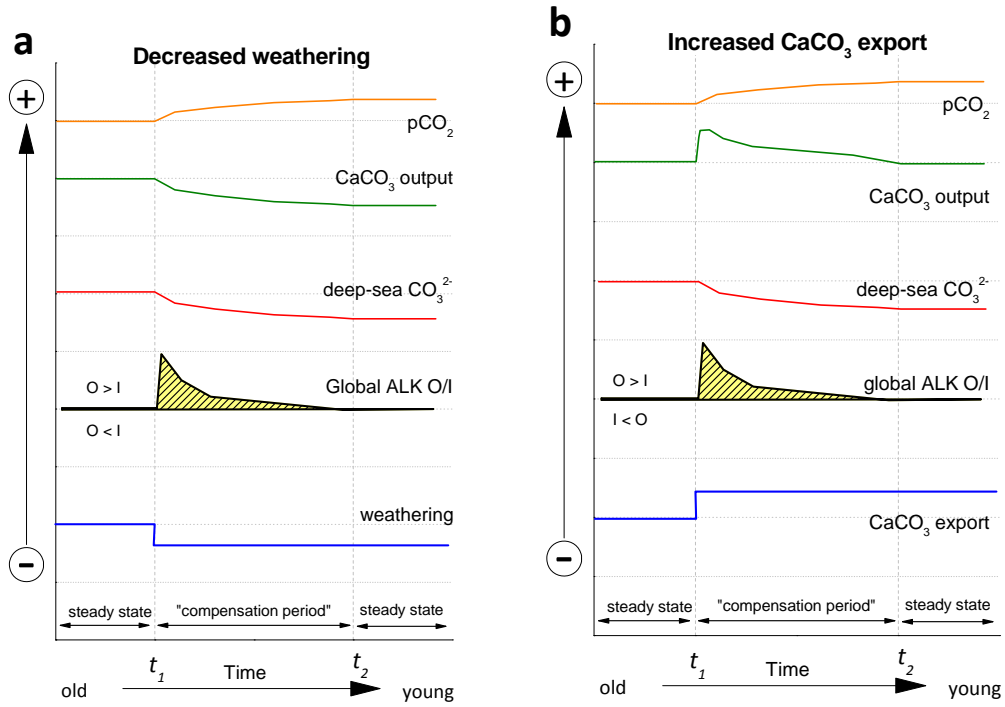 a
Decreased weathering
+
pCO₂
CaCO₃ output
deep-sea CO₃²⁻
O > I
Global ALK O/I
O < I
weathering
−
steady state
"compensation period"
steady state
t₁
Time
t₂
old
young
b
Increased CaCO₃ export
+
pCO₂
CaCO₃ output
deep-sea CO₃²⁻
O > I
global ALK O/I
I < O
CaCO₃ export
−
steady state
"compensation period"
steady state
t₁
Time
t₂
old
young